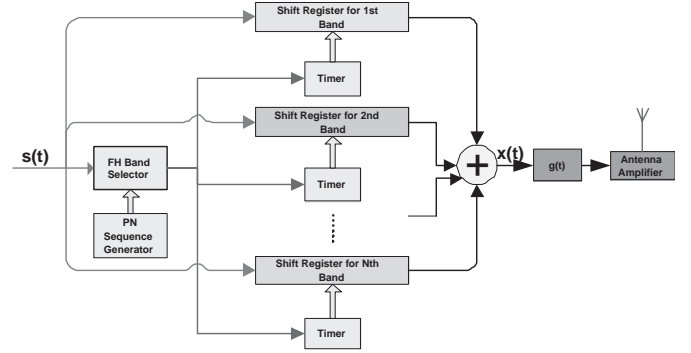 Shift Register for 1st
Band
Timer
Shift Register for 2nd
Band
s(t)
FH Band
Selector
Timer
x(t)
g(t)
Antenna
Amplifier
PN
Sequence
Generator
Shift Register for Nth
Band
Timer